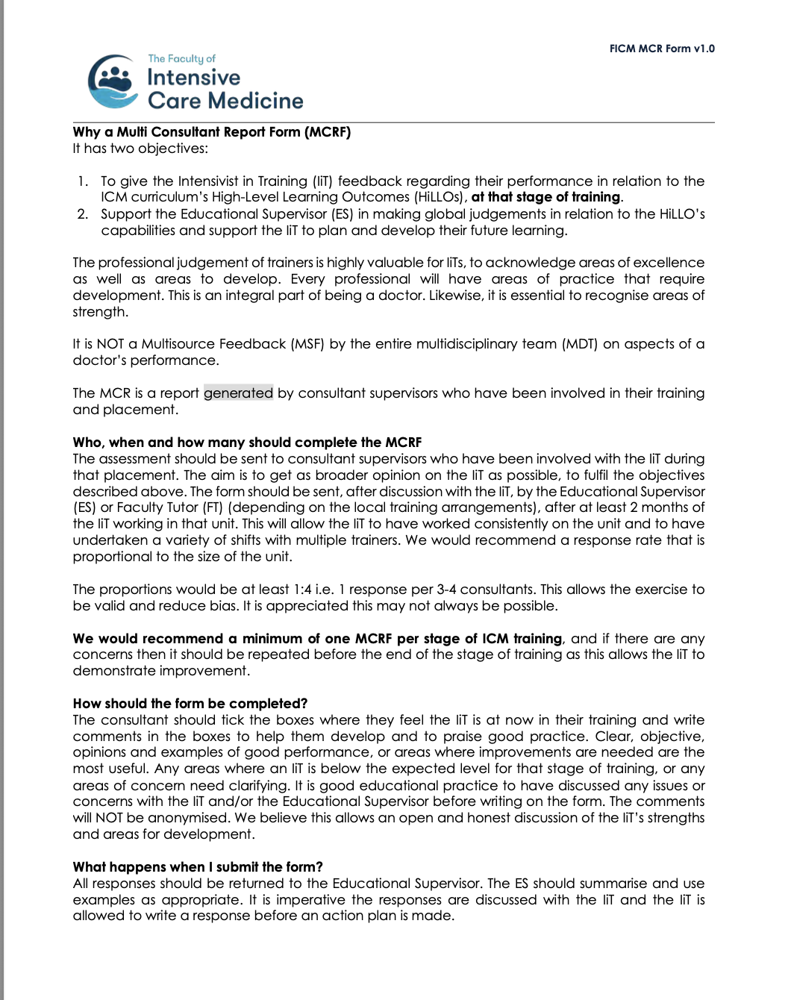 FICM MCR Form v1.0
The Faculty of
Intensive
Care Medicine
Why a Multi Consultant Report Form (MCRF)
It has two objectives:
1. To give the Intensivist in Training (IiT) feedback regarding their performance in relation to the
ICM curriculum’s High-Level Learning Outcomes (HiLLOs), at that stage of training.
2. Support the Educational Supervisor (ES) in making global judgements in relation to the HiLLO’s
capabilities and support the IiT to plan and develop their future learning.
The professional judgement of trainers is highly valuable for IiTs, to acknowledge areas of excellence
as well as areas to develop. Every professional will have areas of practice that require
development. This is an integral part of being a doctor. Likewise, it is essential to recognise areas of
strength.
It is NOT a Multisource Feedback (MSF) by the entire multidisciplinary team (MDT) on aspects of a
doctor’s performance.
The MCR is a report generated by consultant supervisors who have been involved in their training
and placement.
Who, when and how many should complete the MCRF
The assessment should be sent to consultant supervisors who have been involved with the IiT during
that placement. The aim is to get as broader opinion on the IiT as possible, to fulfil the objectives
described above. The form should be sent, after discussion with the IiT, by the Educational Supervisor
(ES) or Faculty Tutor (FT) (depending on the local training arrangements), after at least 2 months of
the IiT working in that unit. This will allow the IiT to have worked consistently on the unit and to have
undertaken a variety of shifts with multiple trainers. We would recommend a response rate that is
proportional to the size of the unit.
The proportions would be at least 1:4 i.e. 1 response per 3-4 consultants. This allows the exercise to
be valid and reduce bias. It is appreciated this may not always be possible.
We would recommend a minimum of one MCRF per stage of ICM training, and if there are any
concerns then it should be repeated before the end of the stage of training as this allows the IiT to
demonstrate improvement.
How should the form be completed?
The consultant should tick the boxes where they feel the IiT is at now in their training and write
comments in the boxes to help them develop and to praise good practice. Clear, objective,
opinions and examples of good performance, or areas where improvements are needed are the
most useful. Any areas where an IiT is below the expected level for that stage of training, or any
areas of concern need clarifying. It is good educational practice to have discussed any issues or
concerns with the IiT and/or the Educational Supervisor before writing on the form. The comments
will NOT be anonymised. We believe this allows an open and honest discussion of the IiT’s strengths
and areas for development.
What happens when I submit the form?
All responses should be returned to the Educational Supervisor. The ES should summarise and use
examples as appropriate. It is imperative the responses are discussed with the IiT and the IiT is
allowed to write a response before an action plan is made.